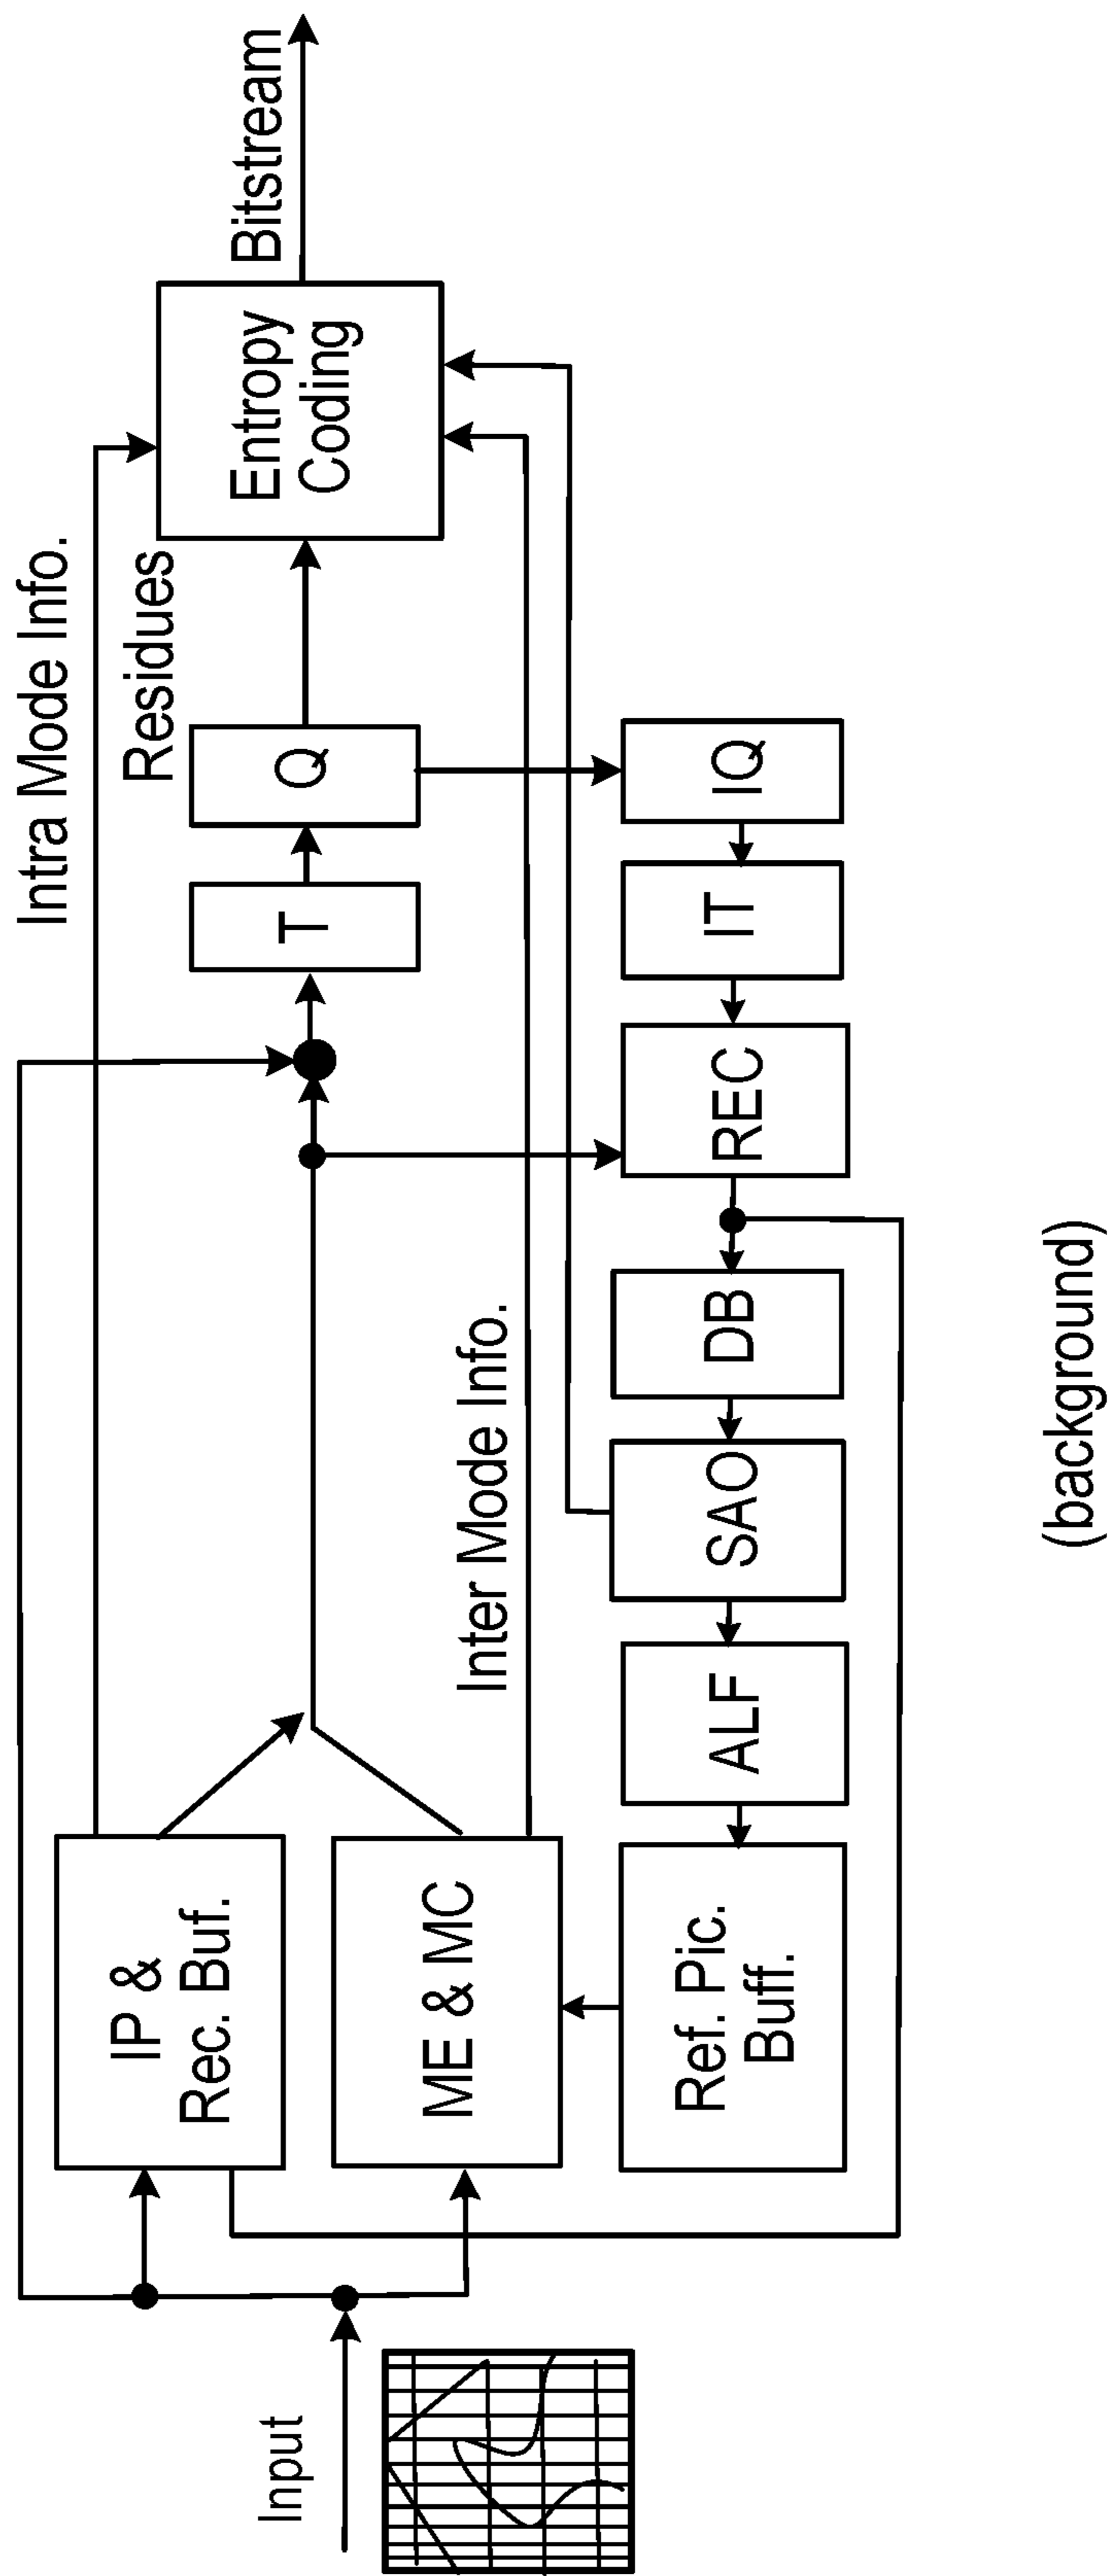 Input
IP &
Rec. Buf.
ME & MC
Ref. Pic.
Buff.
Intra Mode Info.
Inter Mode Info.
Residues
T
Q
Entropy
Coding
Bitstream
ALF
SAO
DB
REC
IT
IQ
(background)